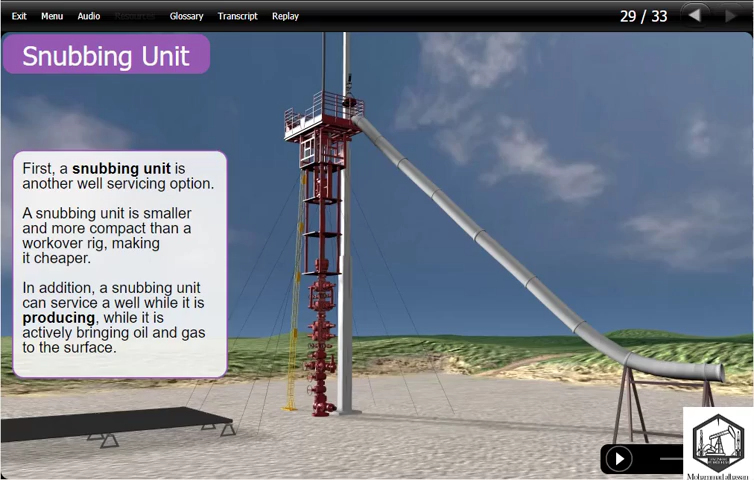 Exit Menu Audio Resources Glossary Transcript Replay
29 / 33
Snubbing Unit
First, a snubbing unit is
another well servicing option.
A snubbing unit is smaller
and more compact than a
workover rig, making
it cheaper.
In addition, a snubbing unit
can service a well while it is
producing, while it is
actively bringing oil and gas
to the surface.